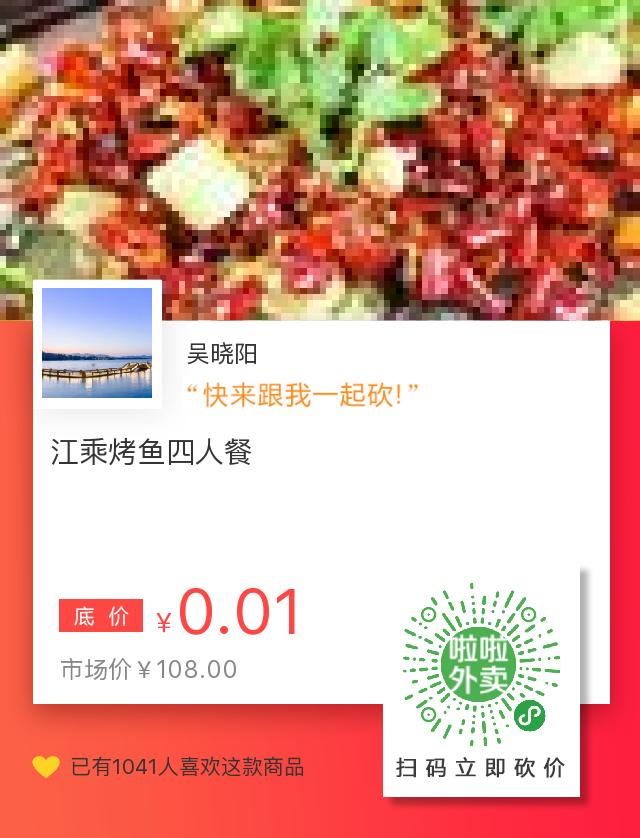 吴晓阳
“快来跟我一起砍！”
江乘烤鱼四人餐
底价 ¥0.01
市场价¥108.00
啦啦
外卖
扫码立即砍价
已有1041人喜欢这款商品